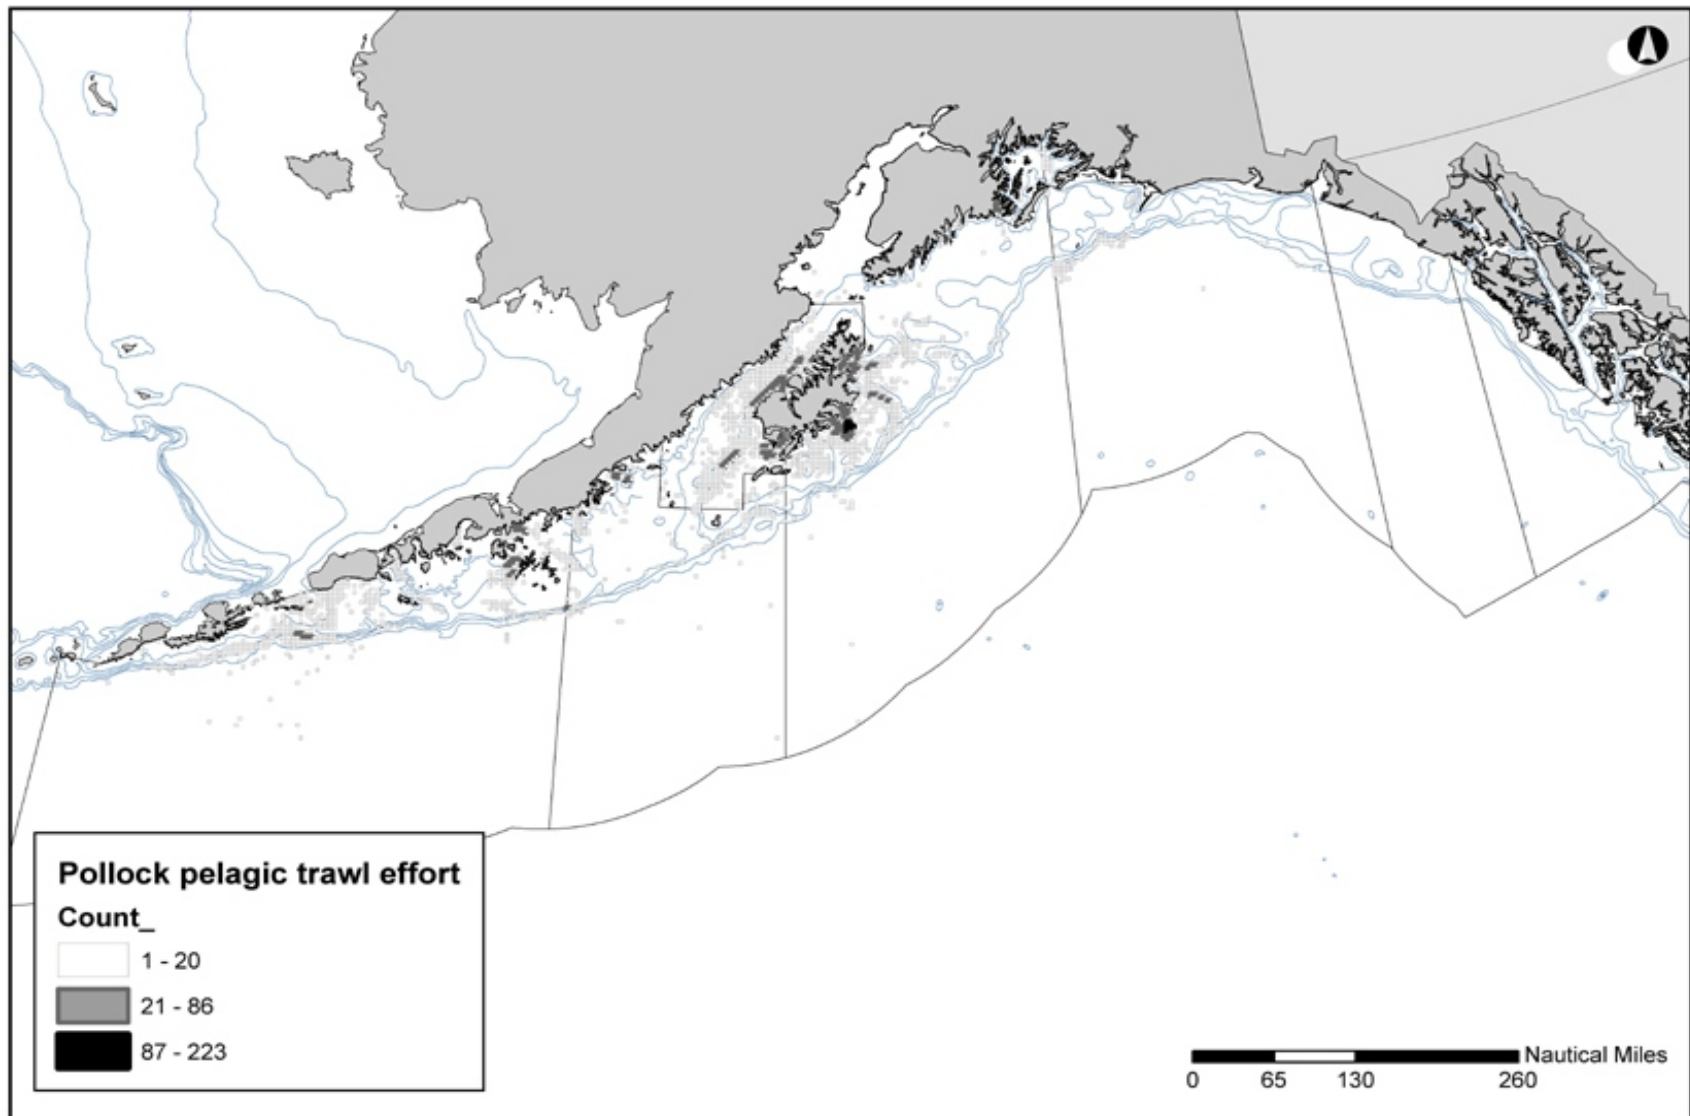 Pollock pelagic trawl effort
Count_
1 - 20
21 - 86
87 - 223
Nautical Miles
0 65 130 260